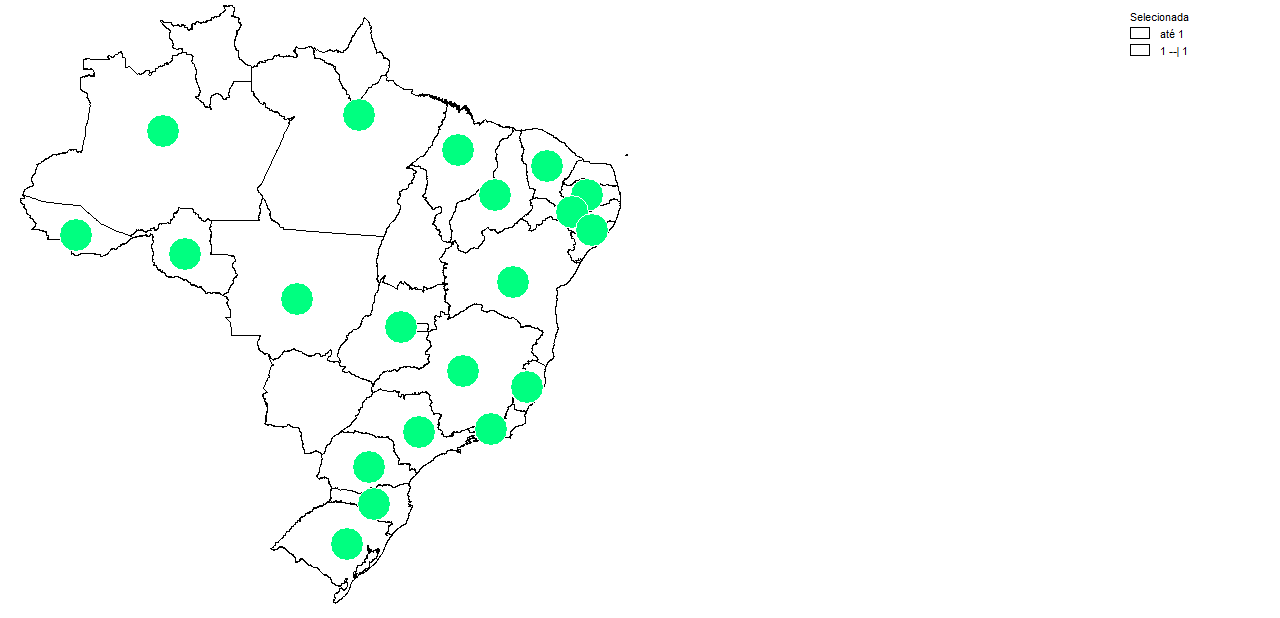 Selecionada
até 1
1 --| 1